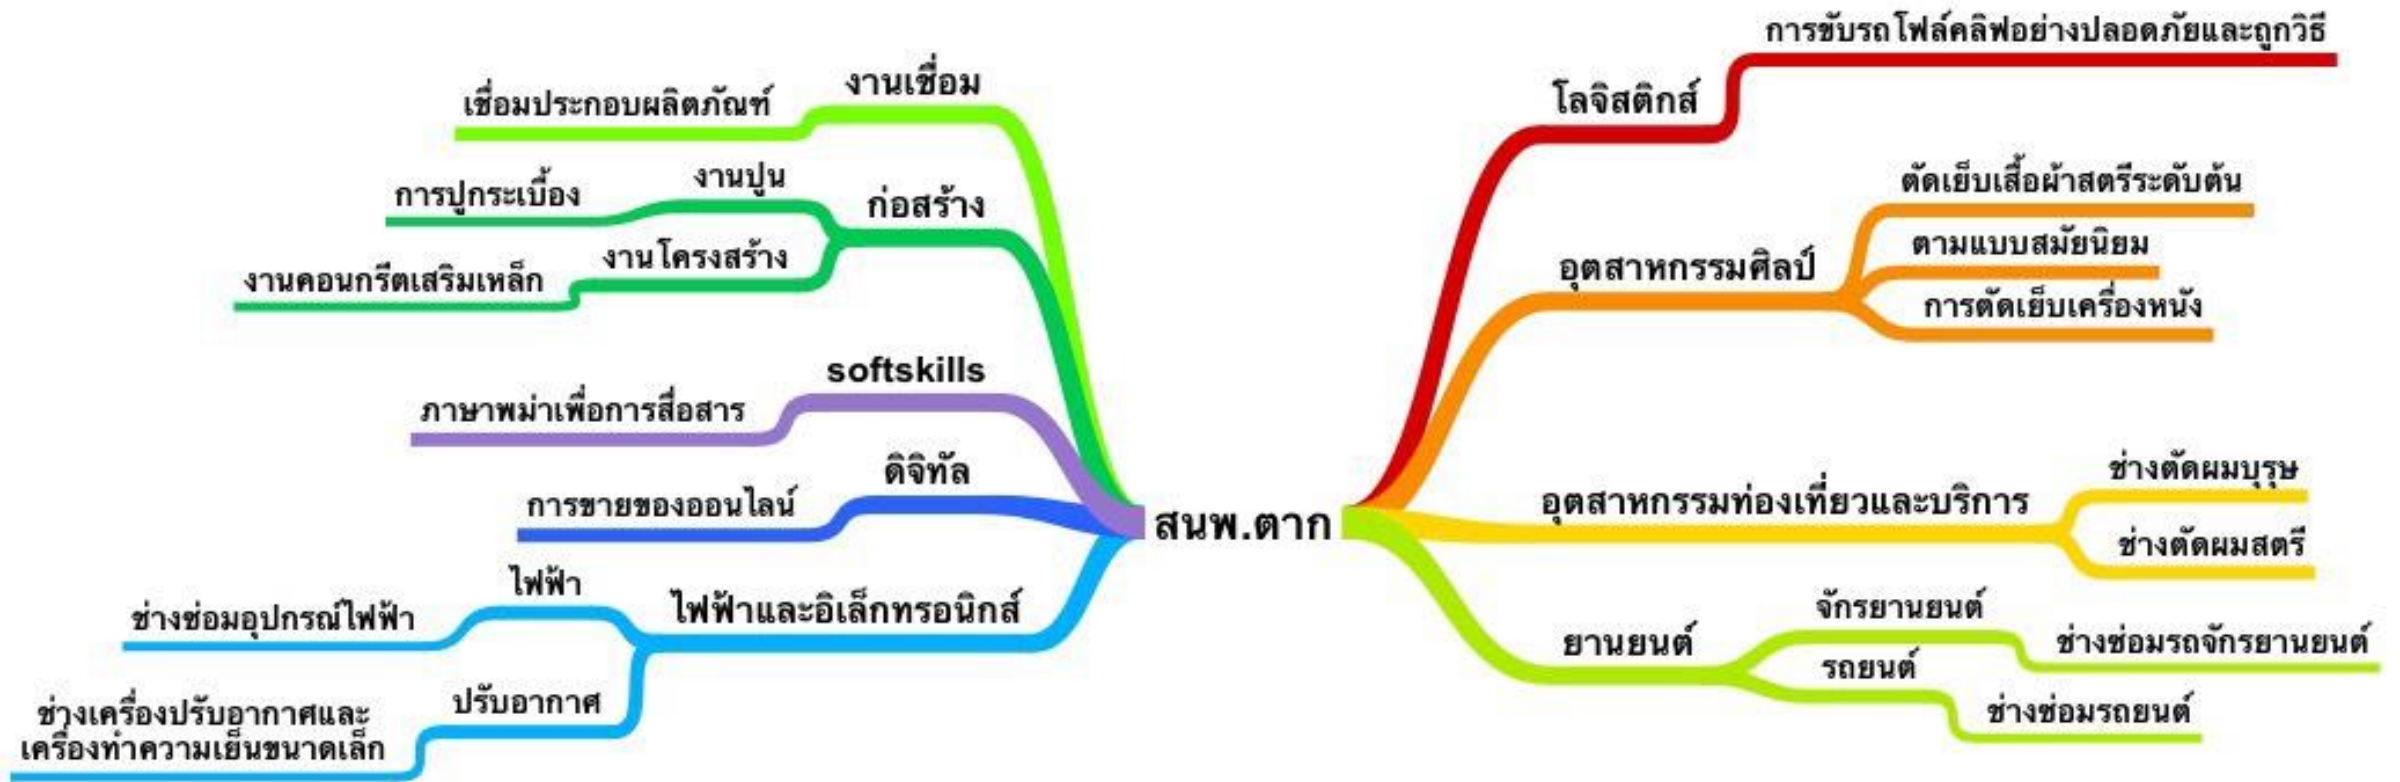 สนพ.ตาก
งานเชื่อม
เชื่อมประกอบผลิตภัณฑ์
ก่อสร้าง
งานปูน
การปูกระเบื้อง
งานโครงสร้าง
งานคอนกรีตเสริมเหล็ก
softskills
ภาษาพม่าเพื่อการสื่อสาร
ดิจิทัล
การขายของออนไลน์
ไฟฟ้าและอิเล็กทรอนิกส์
ไฟฟ้า
ช่างซ่อมอุปกรณ์ไฟฟ้า
ปรับอากาศ
ช่างเครื่องปรับอากาศและ
เครื่องทำความเย็นขนาดเล็ก
โลจิสติกส์
การขับรถโฟล์คลิฟอย่างปลอดภัยและถูกวิธี
อุตสาหกรรมศิลป์
ตัดเย็บเสื้อผ้าสตรีระดับต้น
ตามแบบสมัยนิยม
การตัดเย็บเครื่องหนัง
อุตสาหกรรมท่องเที่ยวและบริการ
ช่างตัดผมบุรุษ
ช่างตัดผมสตรี
ยานยนต์
จักรยานยนต์
ช่างซ่อมรถจักรยานยนต์
รถยนต์
ช่างซ่อมรถยนต์